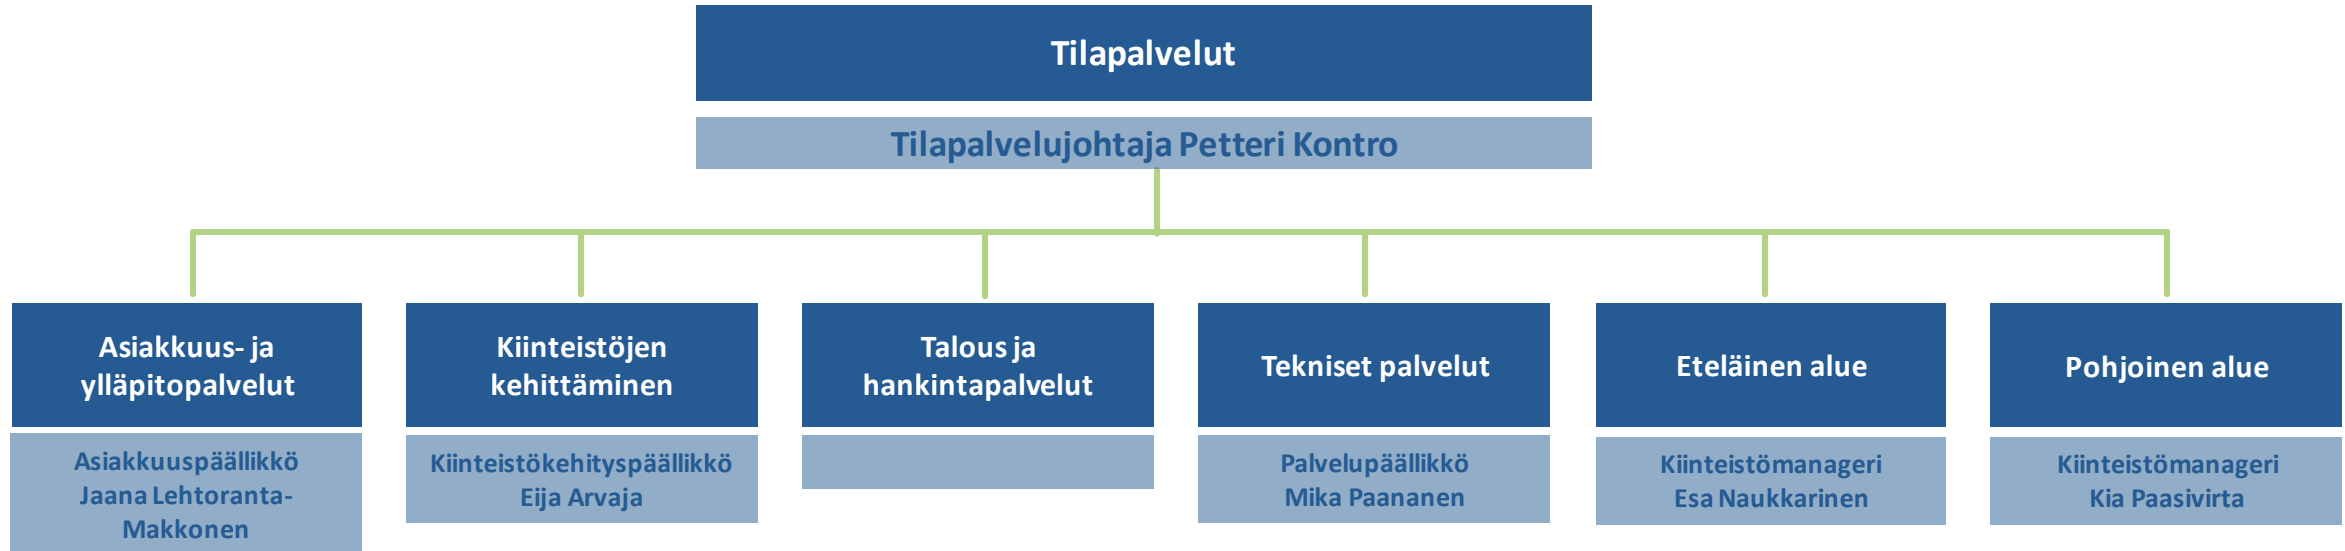 Tilapalvelut
Tilapalvelujohtaja Petteri Kontro
Asiakkuus- ja
ylläpitopalvelut
Asiakkuuspäällikkö
Jaana Lehtoranta-
Makkonen
Kiinteistöjen
kehittäminen
Kiinteistökehityspäällikkö
Eija Arvaja
Talous ja
hankintapalvelut
Tekniset palvelut
Palvelupäällikkö
Mika Paananen
Eteläinen alue
Kiinteistömanageri
Esa Naukkarinen
Pohjoinen alue
Kiinteistömanageri
Kia Paasivirta